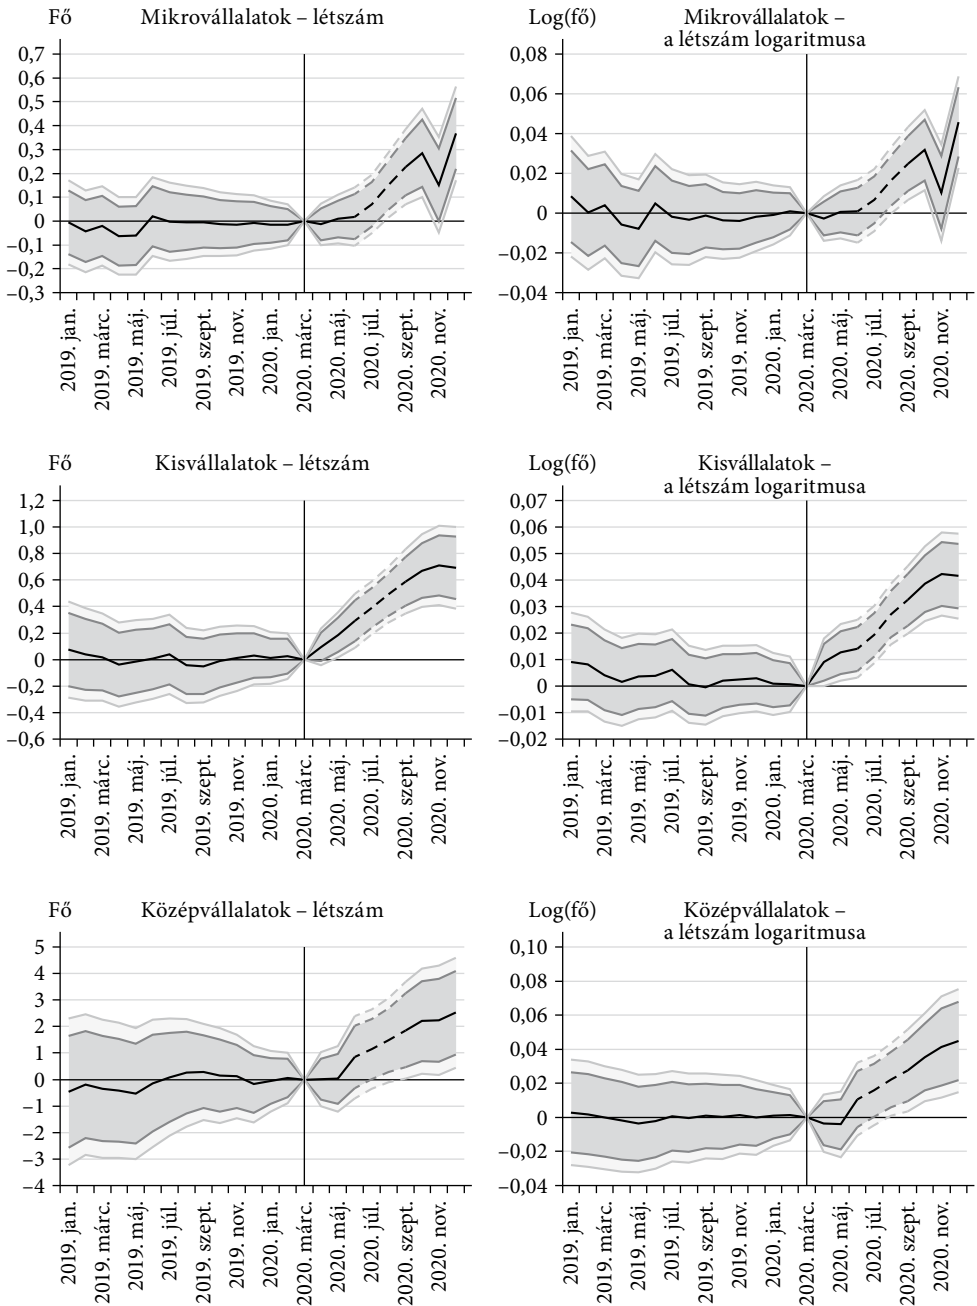 Fő
Mikrovállalatok – létszám
0,7
0,6
0,5
0,4
0,3
0,2
0,1
0
–0,1
–0,2
–0,3
2019. jan.
2019. márc.
2019. máj.
2019. júl.
2019. szept.
2019. nov.
2020. jan.
2020. márc.
2020. máj.
2020. júl.
2020. szept.
2020. nov.
Log(fő)
Mikrovállalatok –
a létszám logaritmusa
0,08
0,06
0,04
0,02
0
–0,02
–0,04
2019. jan.
2019. márc.
2019. máj.
2019. júl.
2019. szept.
2019. nov.
2020. jan.
2020. márc.
2020. máj.
2020. júl.
2020. szept.
2020. nov.
Fő
Kisvállalatok – létszám
1,2
1,0
0,8
0,6
0,4
0,2
0
–0,2
–0,4
–0,6
2019. jan.
2019. márc.
2019. máj.
2019. júl.
2019. szept.
2019. nov.
2020. jan.
2020. márc.
2020. máj.
2020. júl.
2020. szept.
2020. nov.
Log(fő)
Kisvállalatok –
a létszám logaritmusa
0,07
0,06
0,05
0,04
0,03
0,02
0,01
0
–0,01
–0,02
2019. jan.
2019. márc.
2019. máj.
2019. júl.
2019. szept.
2019. nov.
2020. jan.
2020. márc.
2020. máj.
2020. júl.
2020. szept.
2020. nov.
Fő
Középvállalatok – létszám
5
4
3
2
1
0
–1
–2
–3
–4
2019. jan.
2019. márc.
2019. máj.
2019. júl.
2019. szept.
2019. nov.
2020. jan.
2020. márc.
2020. máj.
2020. júl.
2020. szept.
2020. nov.
Log(fő)
Középvállalatok –
a létszám logaritmusa
0,10
0,08
0,06
0,04
0,02
0
–0,02
–0,04
2019. jan.
2019. márc.
2019. máj.
2019. júl.
2019. szept.
2019. nov.
2020. jan.
2020. márc.
2020. máj.
2020. júl.
2020. szept.
2020. nov.